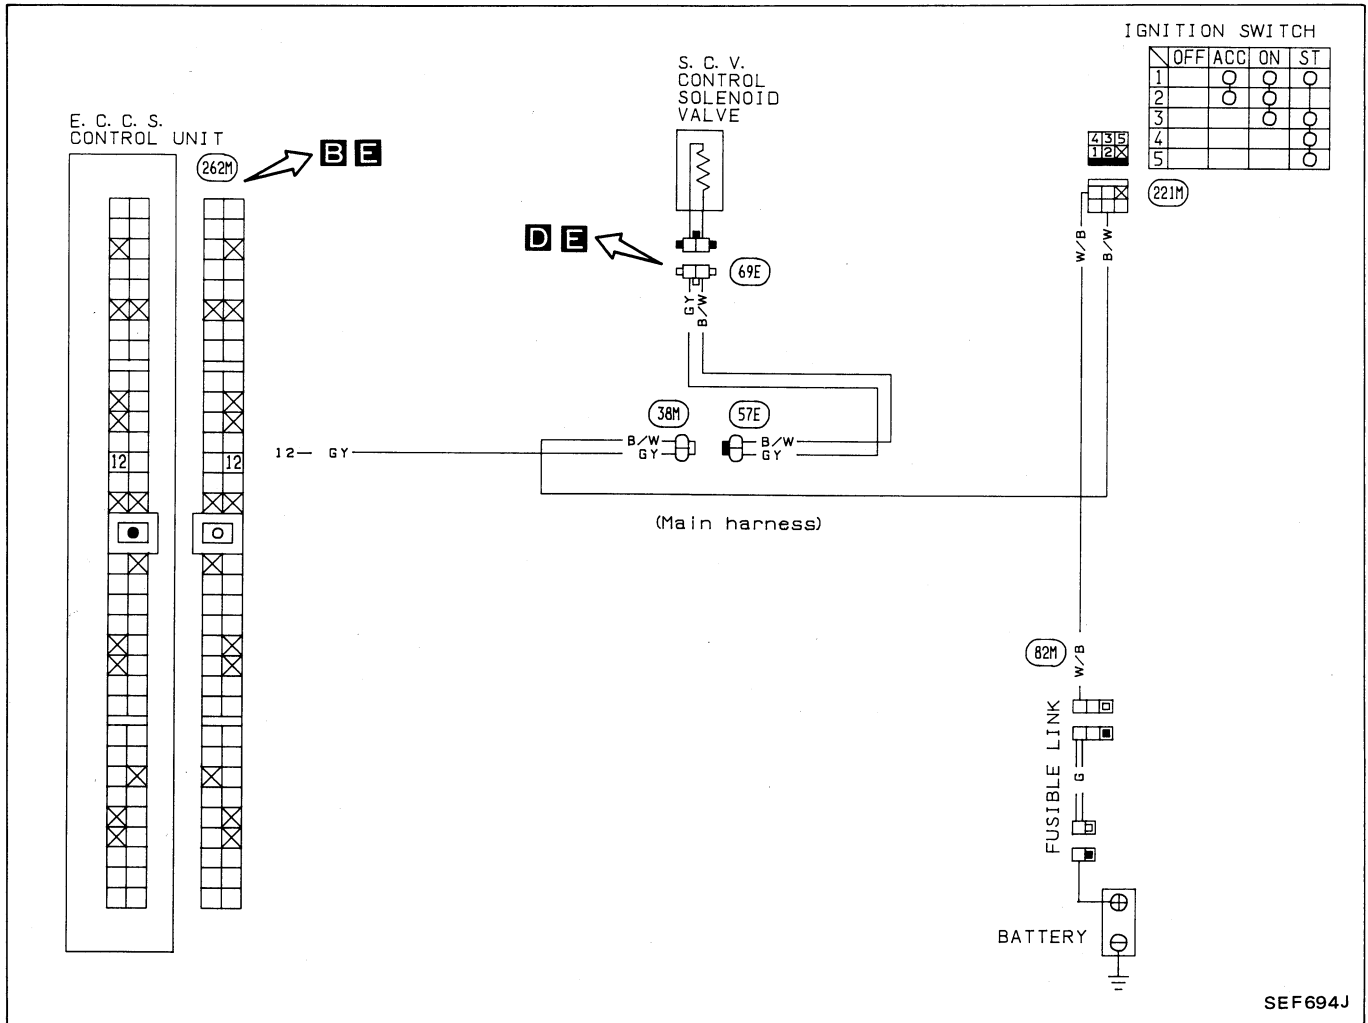 IGNITION SWITCH
OFF ACC ON ST
1
2
3
4
5
S. C. V.
CONTROL
SOLENOID
VALVE
E. C. C. S.
CONTROL UNIT
262M
B E
4 3 5
1 2
221M
W/B
B/W
D E
69E
GY
B/W
38M
57E
B/W
GY
B/W
GY
12
12
12— GY
(Main harness)
82M
W/B
FUSIBLE LINK
G
BATTERY
SEF694J